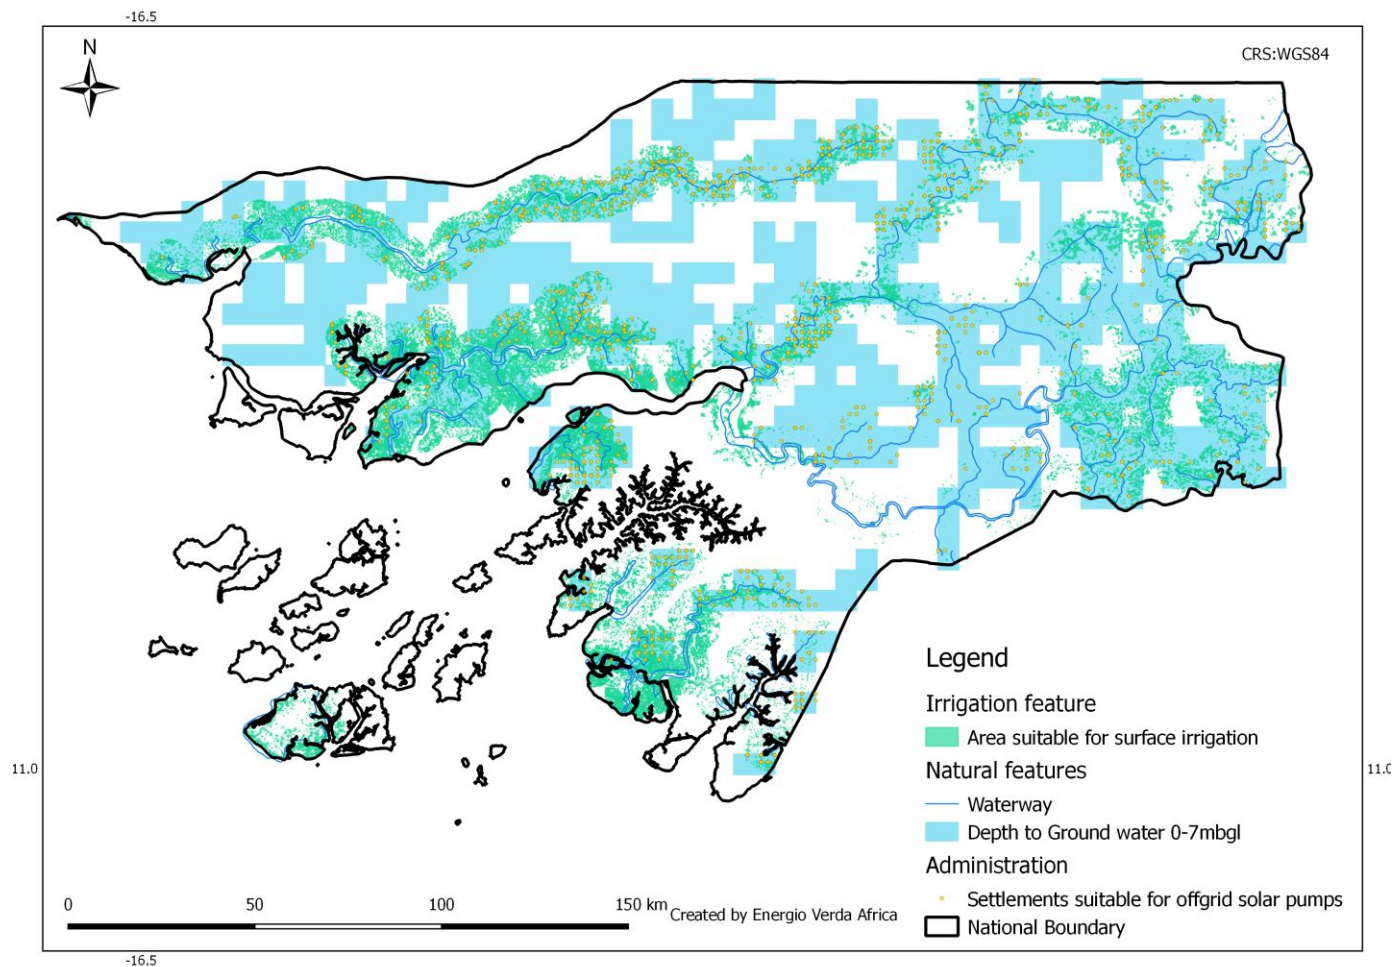 -16.5
N
CRS:WGS84
Legend
Irrigation feature
Area suitable for surface irrigation
Natural features
11.0
11.0
Waterway
Depth to Ground water 0-7mbgl
Administration
Settlements suitable for offgrid solar pumps
National Boundary
0 50 100 150 km
Created by Energio Verda Africa
-16.5